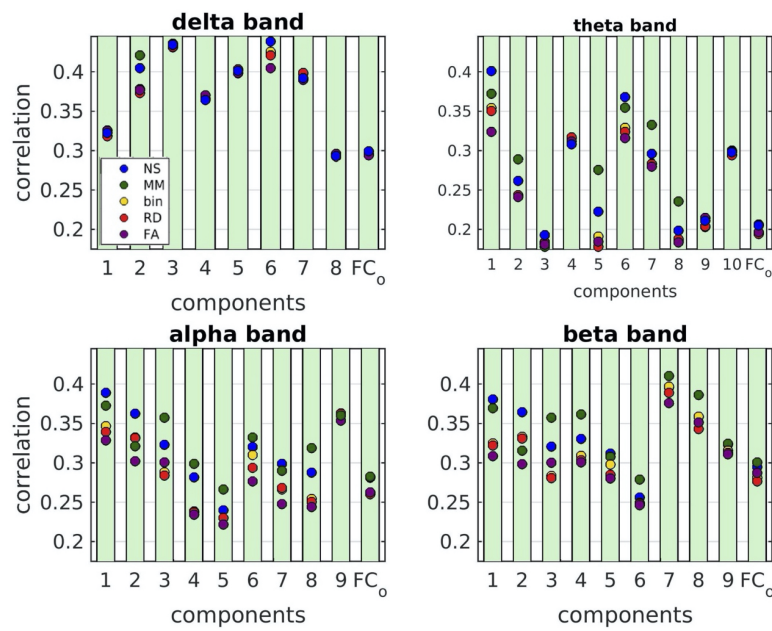 delta band
correlation
0.4
0.35
0.3
0.25
0.2
NS
MM
bin
RD
FA
1 2 3 4 5 6 7 8 FCo
components
theta band
correlation
0.4
0.35
0.3
0.25
0.2
1 2 3 4 5 6 7 8 9 10 FCo
components
alpha band
correlation
0.4
0.35
0.3
0.25
0.2
1 2 3 4 5 6 7 8 9 FCo
components
beta band
correlation
0.4
0.35
0.3
0.25
0.2
1 2 3 4 5 6 7 8 9 FCo
components